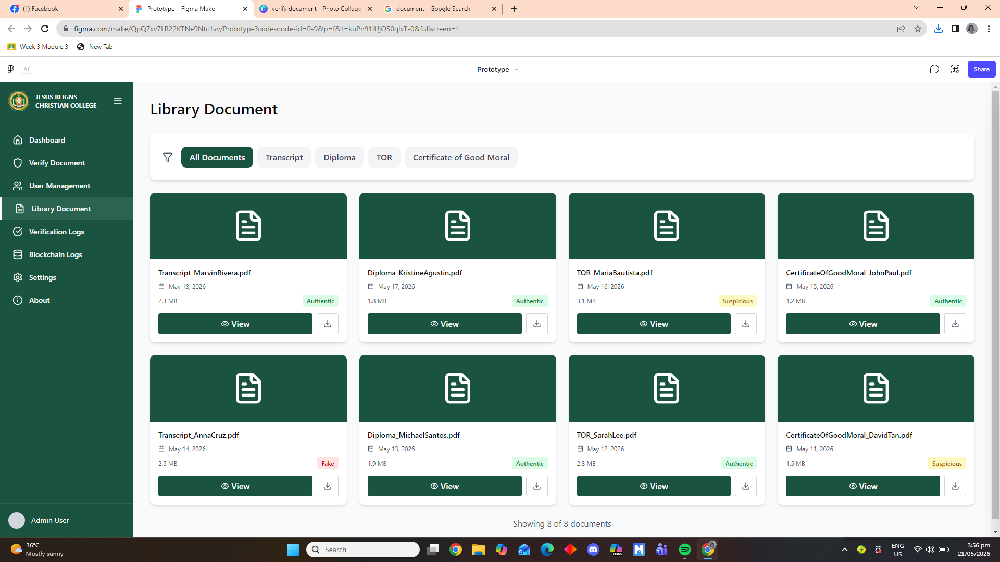 (1) Facebook
Prototype – Figma Make
verify document - Photo Collage
document - Google Search
figma.com/make/QpQ7xv7LR22KTNe9Ntc1vv/Prototype?code-node-id=0-9&p=f&t=kuPn91IUjOS0qlxT-0&fullscreen=1
Week 3 Module 3
New Tab
AI
Prototype
Share
JESUS REIGNS
CHRISTIAN COLLEGE
Dashboard
Verify Document
User Management
Library Document
Verification Logs
Blockchain Logs
Settings
About
Admin User
Library Document
All Documents
Transcript
Diploma
TOR
Certificate of Good Moral
Transcript_MarvinRivera.pdf
May 18, 2026
2.3 MB
Authentic
View
Diploma_KristineAgustin.pdf
May 17, 2026
1.8 MB
Authentic
View
TOR_MariaBautista.pdf
May 16, 2026
3.1 MB
Suspicious
View
CertificateOfGoodMoral_JohnPaul.pdf
May 15, 2026
1.2 MB
Authentic
View
Transcript_AnnaCruz.pdf
May 14, 2026
2.5 MB
Fake
View
Diploma_MichaelSantos.pdf
May 13, 2026
1.9 MB
Authentic
View
TOR_SarahLee.pdf
May 12, 2026
2.8 MB
Authentic
View
CertificateOfGoodMoral_DavidTan.pdf
May 11, 2026
1.5 MB
Suspicious
View
Showing 8 of 8 documents
36°C
Mostly sunny
Search
M365
ENG
US
3:56 pm
21/05/2026